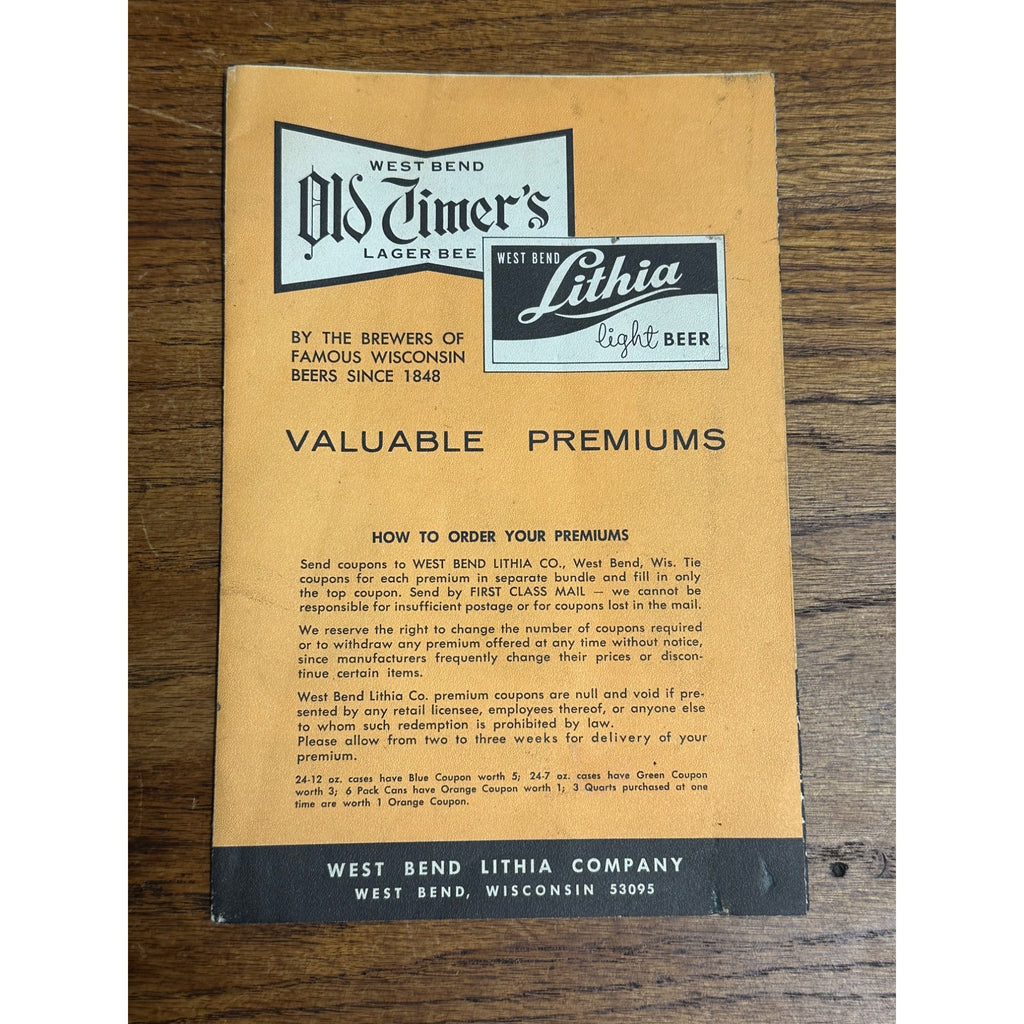 WEST BEND
Old Timer's
LAGER BEE
WEST BEND
Lithia
light BEER
BY THE BREWERS OF
FAMOUS WISCONSIN
BEERS SINCE 1848
VALUABLE PREMIUMS
HOW TO ORDER YOUR PREMIUMS
Send coupons to WEST BEND LITHIA CO., West Bend, Wis. Tie
coupons for each premium in separate bundle and fill in only
the top coupon. Send by FIRST CLASS MAIL — we cannot be
responsible for insufficient postage or for coupons lost in the mail.
We reserve the right to change the number of coupons required
or to withdraw any premium offered at any time without notice,
since manufacturers frequently change their prices or discon-
tinue certain items.
West Bend Lithia Co. premium coupons are null and void if pre-
sented by any retail licensee, employees thereof, or anyone else
to whom such redemption is prohibited by law.
Please allow from two to three weeks for delivery of your
premium.
24-12 oz. cases have Blue Coupon worth 5; 24-7 oz. cases have Green Coupon
worth 3; 6 Pack Cans have Orange Coupon worth 1; 3 Quarts purchased at one
time are worth 1 Orange Coupon.
WEST BEND LITHIA COMPANY
WEST BEND, WISCONSIN 53095